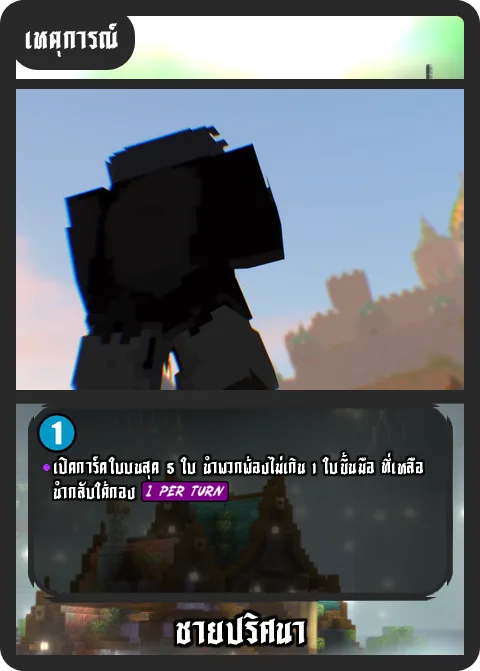 เหตุการณ์
1
เปิดการ์ดใบบนสุด 5 ใบ นำพวกพ้องไม่เกิน 1 ใบขึ้นมือ ที่เหลือ
นำกลับใต้กอง 1 PER TURN
ชายปริศนา